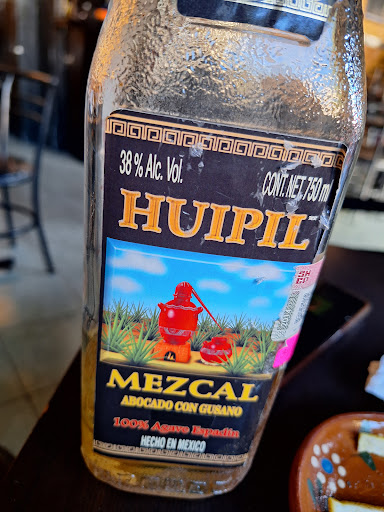 38% Alc. Vol.
CONT. NET. 750 ml
HUIPIL
MEZCAL
ABOCADO CON GUSANO
100% Agave Espadín
HECHO EN MEXICO